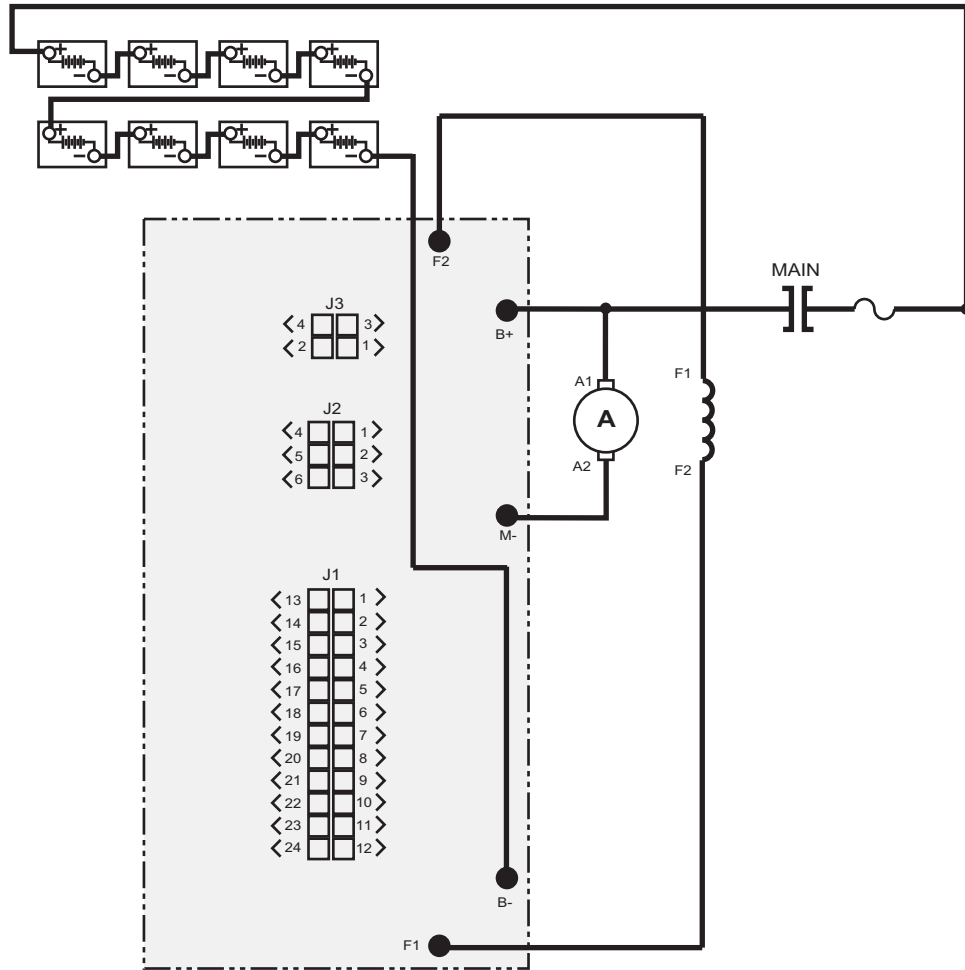 + + + +
− − − −
+ + + +
− − − −
F2
MAIN
J3
4 3
B+
2 1
F1
A1
J2
A
4 1
5 2
A2
F2
6 3
M-
J1
13 1
14 2
15 3
16 4
17 5
18 6
19 7
20 8
21 9
22 10
23 11
24 12
B-
F1